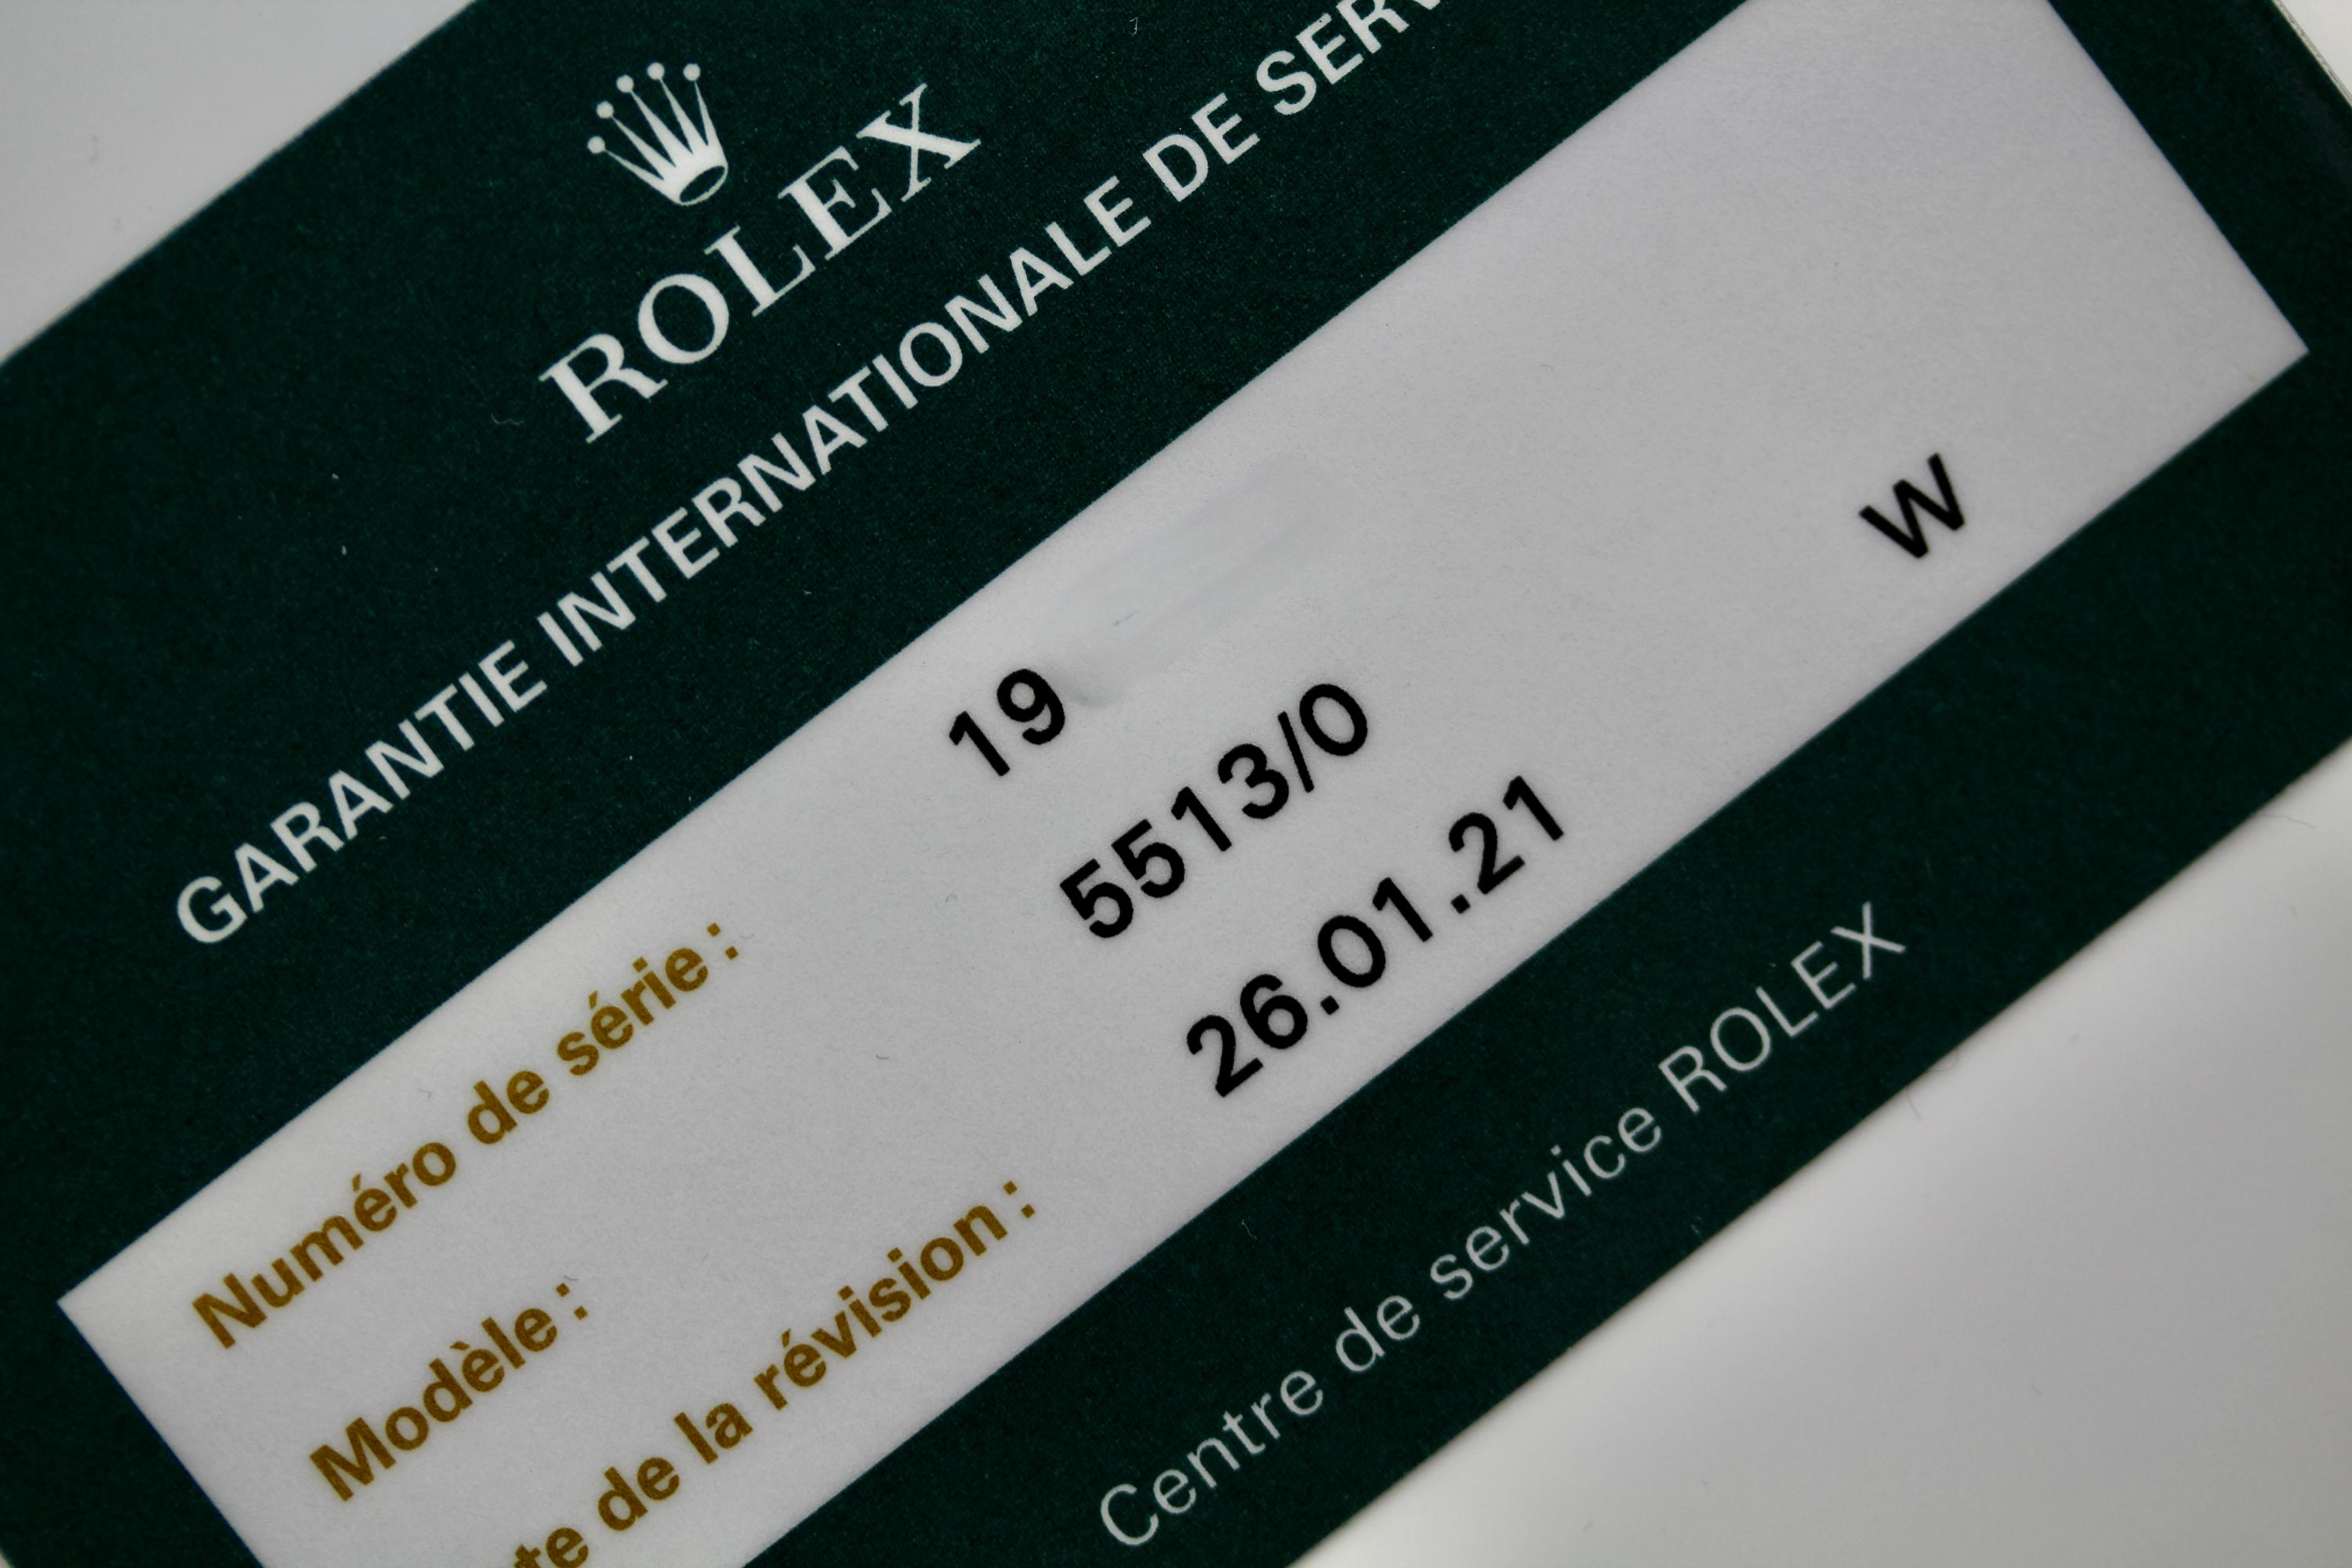 ROLEX
GARANTIE INTERNATIONALE DE SERV
Numéro de série : 19
Modèle : 5513/0
te de la révision : 26.01.21 W
Centre de service ROLEX